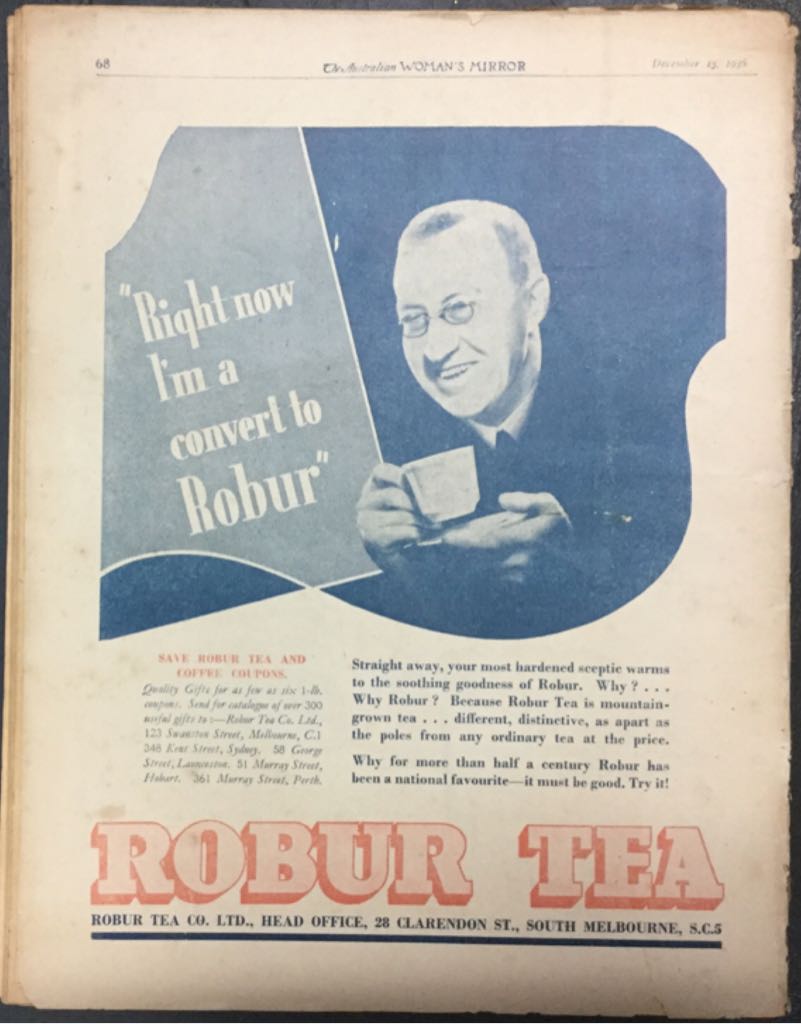 68
The Australian WOMAN'S MIRROR
December 15, 1936
"Right now
I'm a
convert to
Robur"
SAVE ROBUR TEA AND
COFFEE COUPONS.
Quality Gifts for as few as six 1-lb.
coupons. Send for catalogue of over 300
useful gifts to :—Robur Tea Co. Ltd.,
123 Swanston Street, Melbourne, C.1
348 Kent Street, Sydney. 58 George
Street, Launceston. 51 Murray Street,
Hobart. 361 Murray Street, Perth.
Straight away, your most hardened sceptic warms
to the soothing goodness of Robur. Why ? . . .
Why Robur ? Because Robur Tea is mountain-
grown tea . . . different, distinctive, as apart as
the poles from any ordinary tea at the price.
Why for more than half a century Robur has
been a national favourite—it must be good. Try it!
ROBUR TEA
ROBUR TEA CO. LTD., HEAD OFFICE, 28 CLARENDON ST., SOUTH MELBOURNE, S.C.5